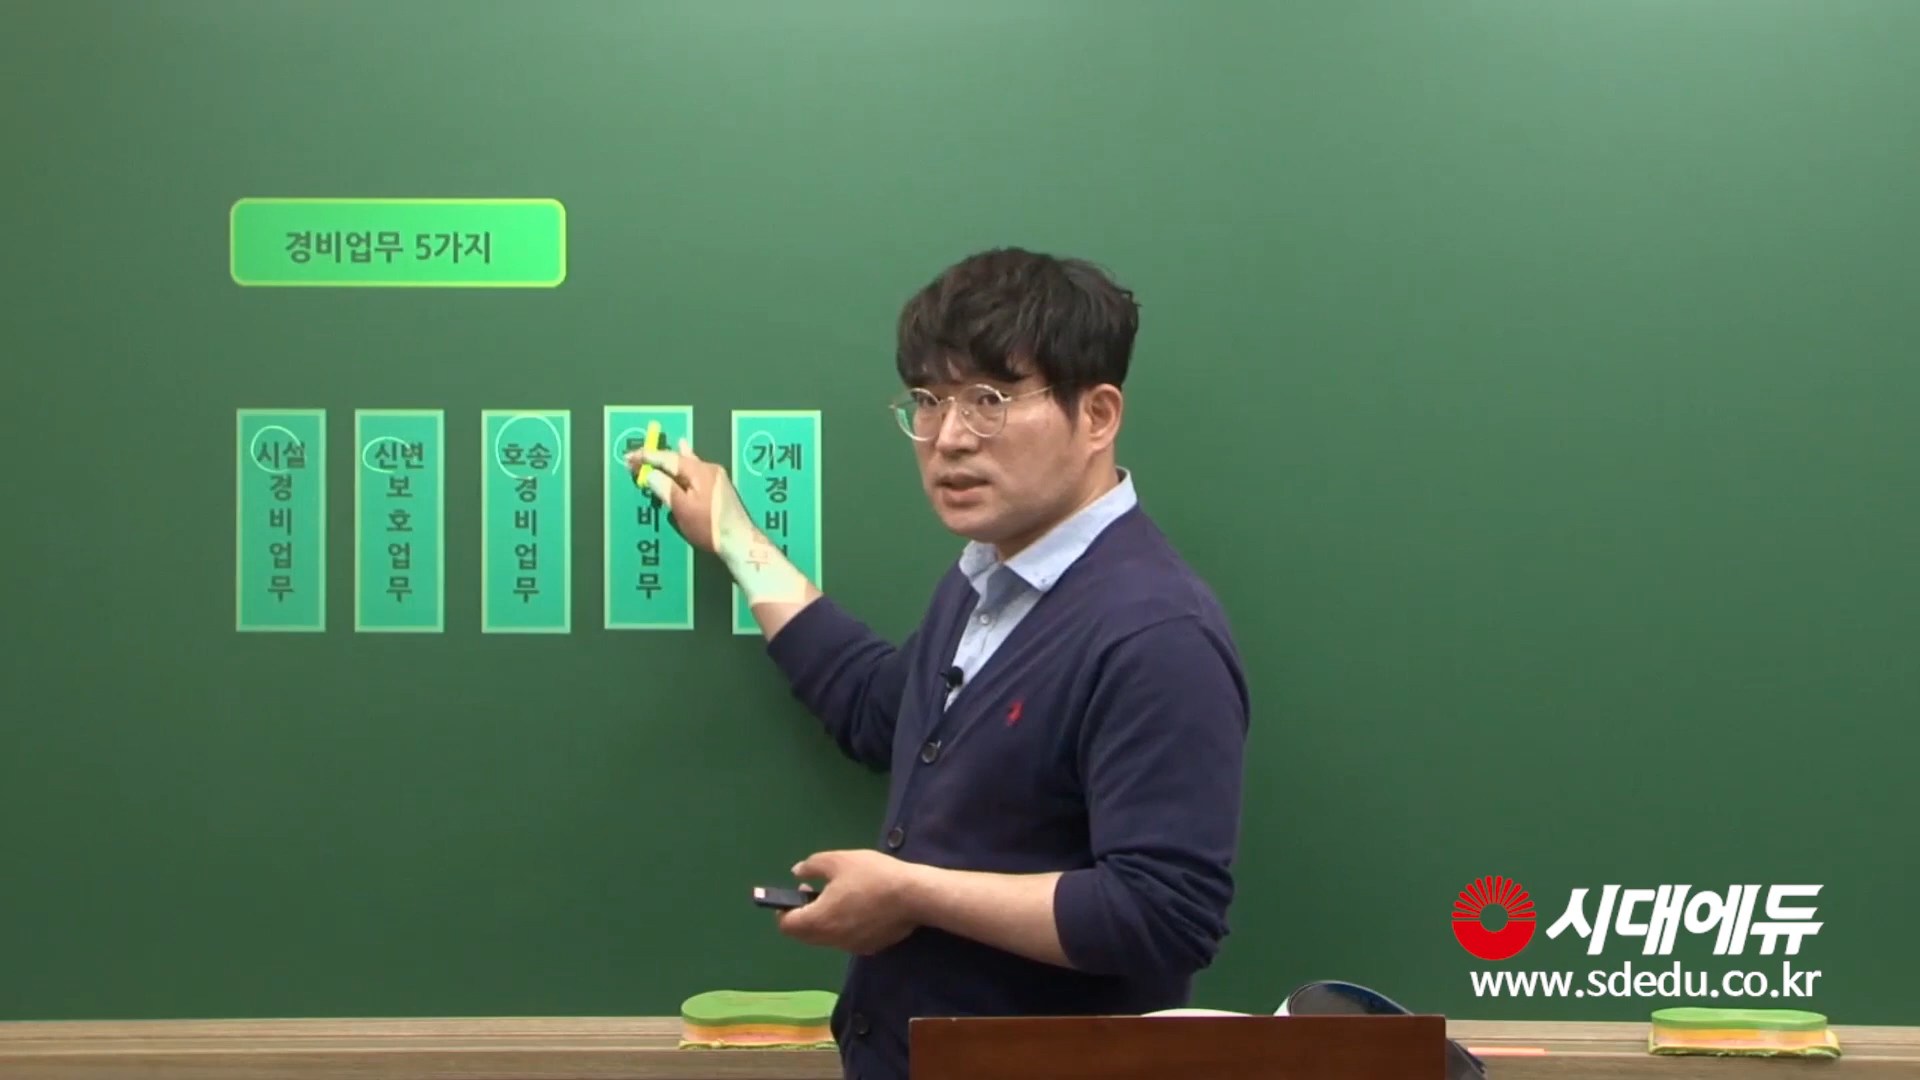 경비업무 5가지
시설
경
비
업
무
신변
보
호
업
무
호송
경
비
업
무
비
업
무
기계
경
비
무
시대에듀
www.sdedu.co.kr